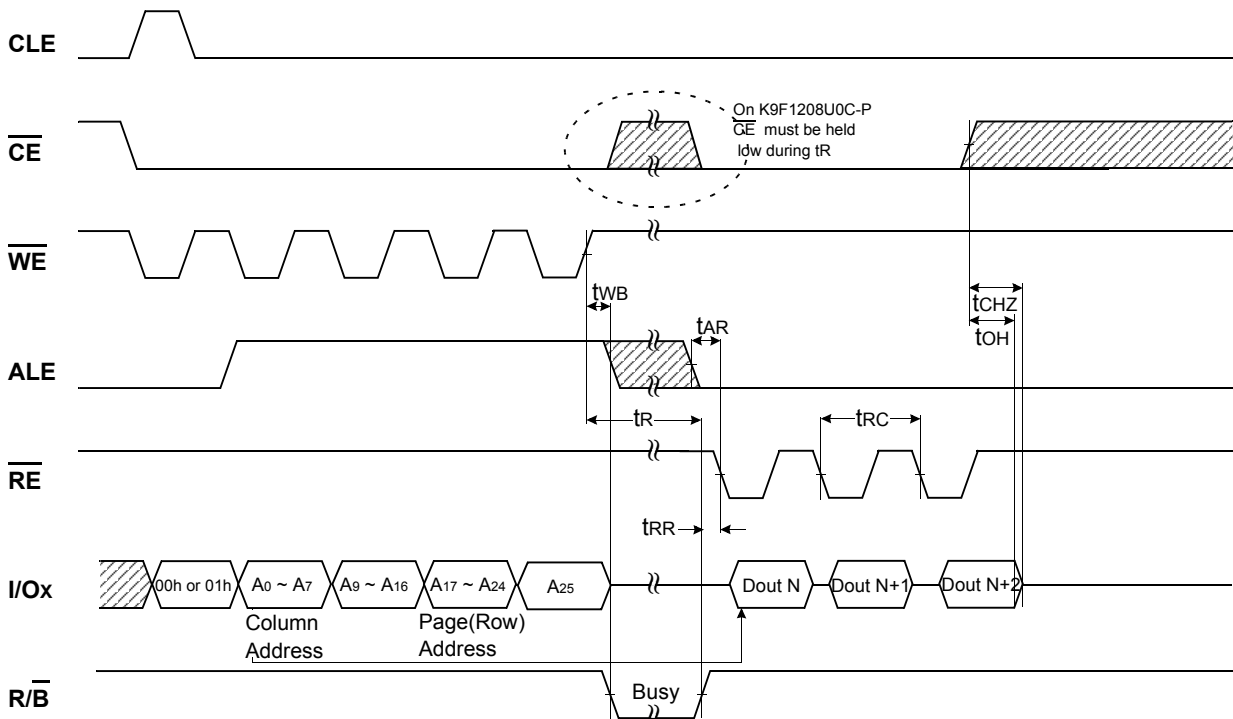 CLE
CE
On K9F1208U0C-P
CE must be held
low during tR
WE
tWB
tCHZ
tOH
tAR
ALE
tR
tRC
RE
tRR
I/Ox
00h or 01h
A0 ~ A7
A9 ~ A16
A17 ~ A24
A25
Dout N
Dout N+1
Dout N+2
Column
Address
Page(Row)
Address
R/B
Busy